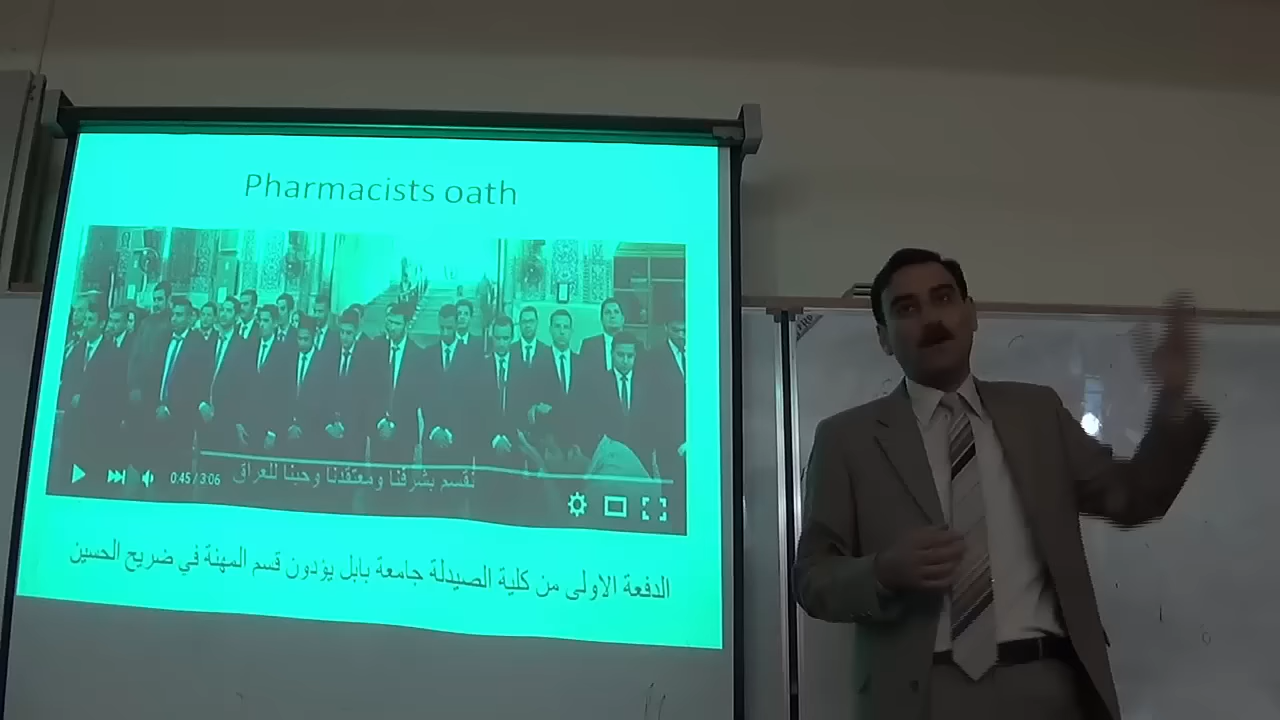 Pharmacists oath
0:45 / 3:06
نقسم بشرفنا ومعتقدنا وحبنا للعراق
الدفعة الاولى من كلية الصيدلة جامعة بابل يؤدون قسم المهنة في ضريح الحسين